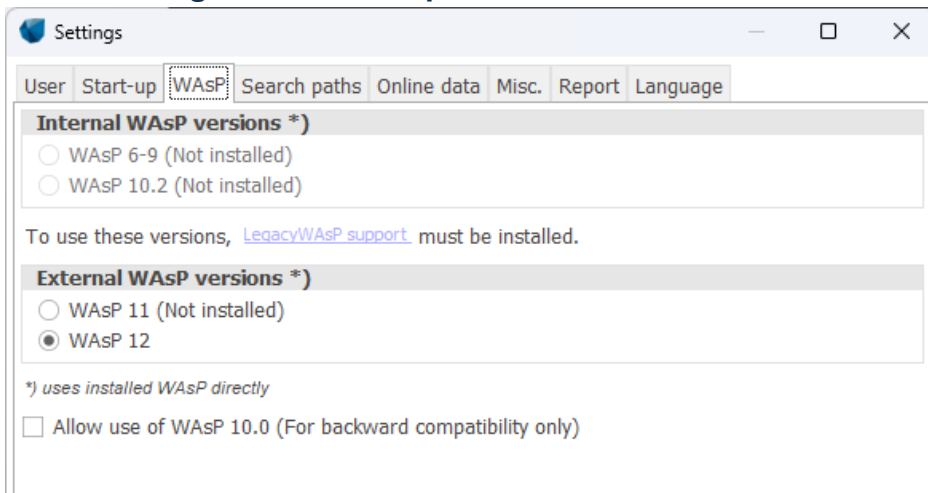 Settings
User Start-up WAsP Search paths Online data Misc. Report Language
Internal WAsP versions *)
WAsP 6-9 (Not installed)
WAsP 10.2 (Not installed)
To use these versions, LegacyWAsP support must be installed.
External WAsP versions *)
WAsP 11 (Not installed)
WAsP 12
*) uses installed WAsP directly
Allow use of WAsP 10.0 (For backward compatibility only)